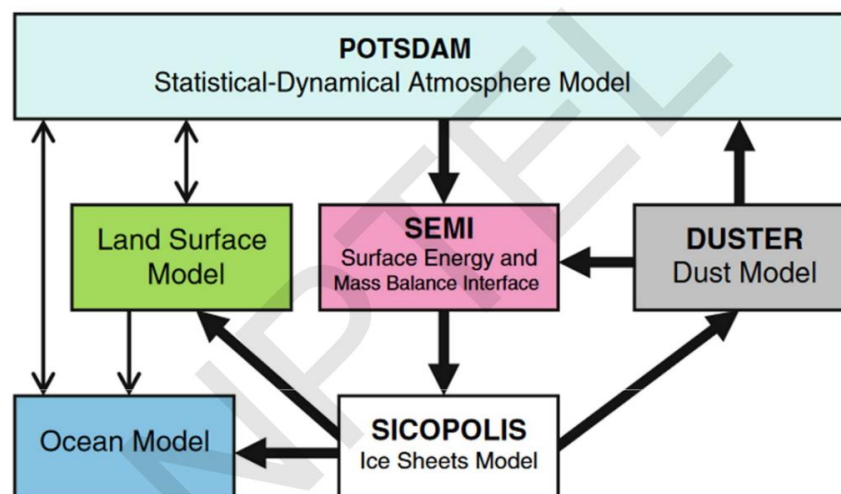 POTSDAM
Statistical-Dynamical Atmosphere Model
Land Surface
Model
SEMI
Surface Energy and
Mass Balance Interface
DUSTER
Dust Model
Ocean Model
SICOPOLIS
Ice Sheets Model
NPTEL